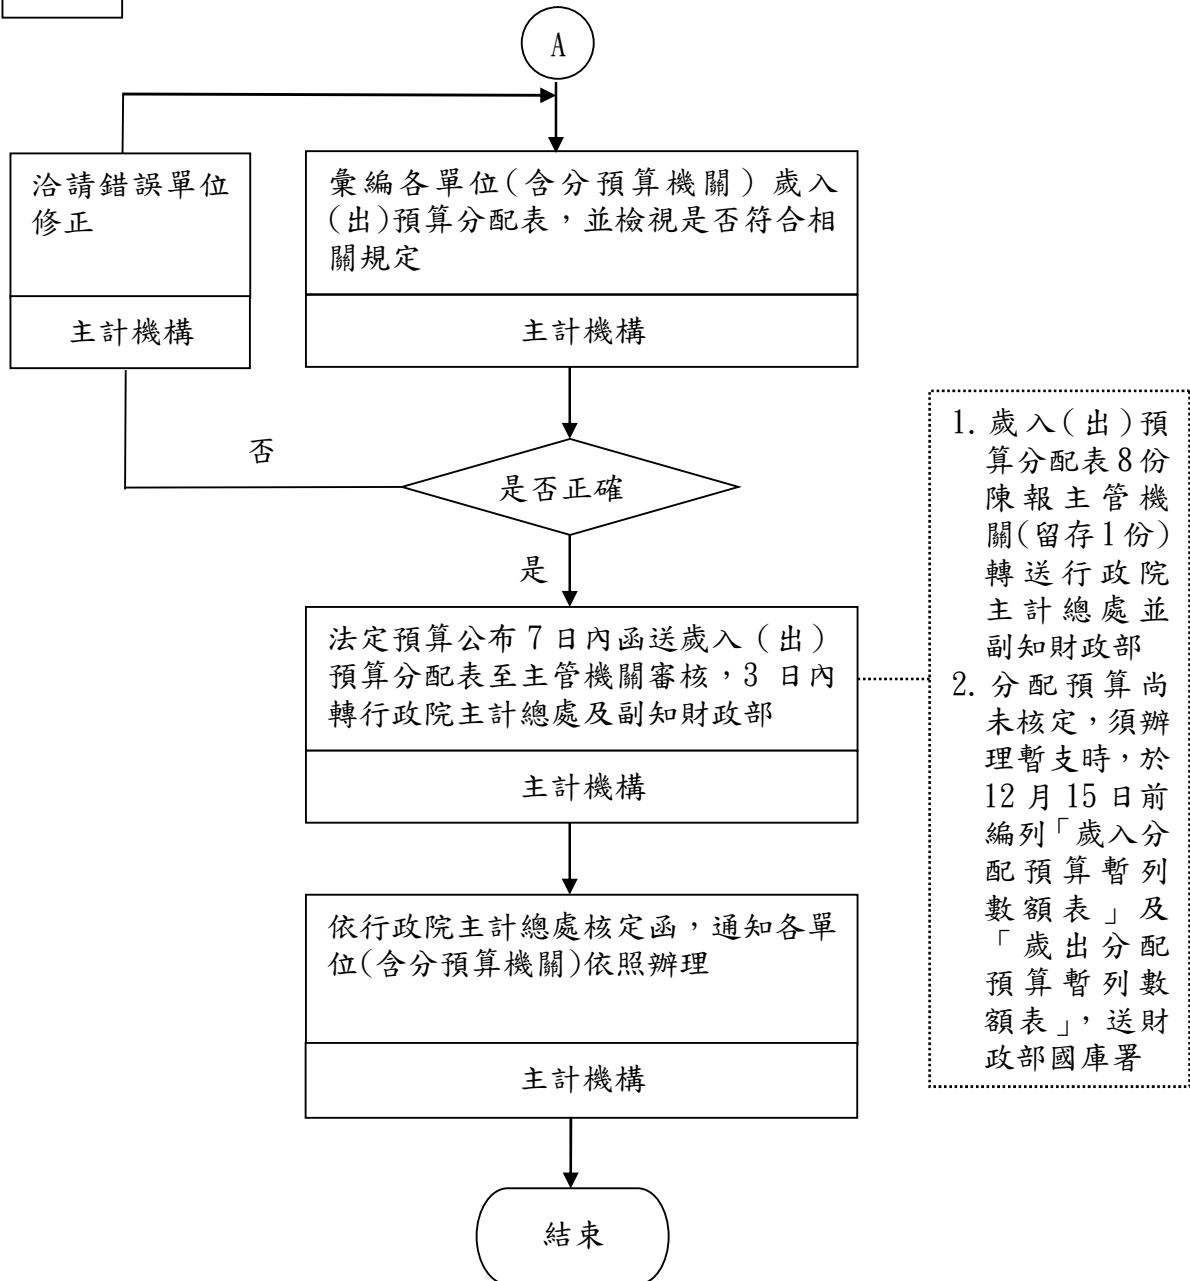 A
洽請錯誤單位
修正
主計機構
彙編各單位(含分預算機關)歲入
(出)預算分配表，並檢視是否符合相
關規定
主計機構
否
是否正確
是
法定預算公布 7 日內函送歲入（出）
預算分配表至主管機關審核，3 日內
轉行政院主計總處及副知財政部
主計機構
1. 歲入(出)預
算分配表8份
陳報主管機
關(留存1份)
轉送行政院
主計總處並
副知財政部
2. 分配預算尚
未核定，須辦
理暫支時，於
12 月 15 日前
編列「歲入分
配預算暫列
數額表」及
「歲出分配
預算暫列數
額表」，送財
政部國庫署
依行政院主計總處核定函，通知各單
位(含分預算機關)依照辦理
主計機構
結束